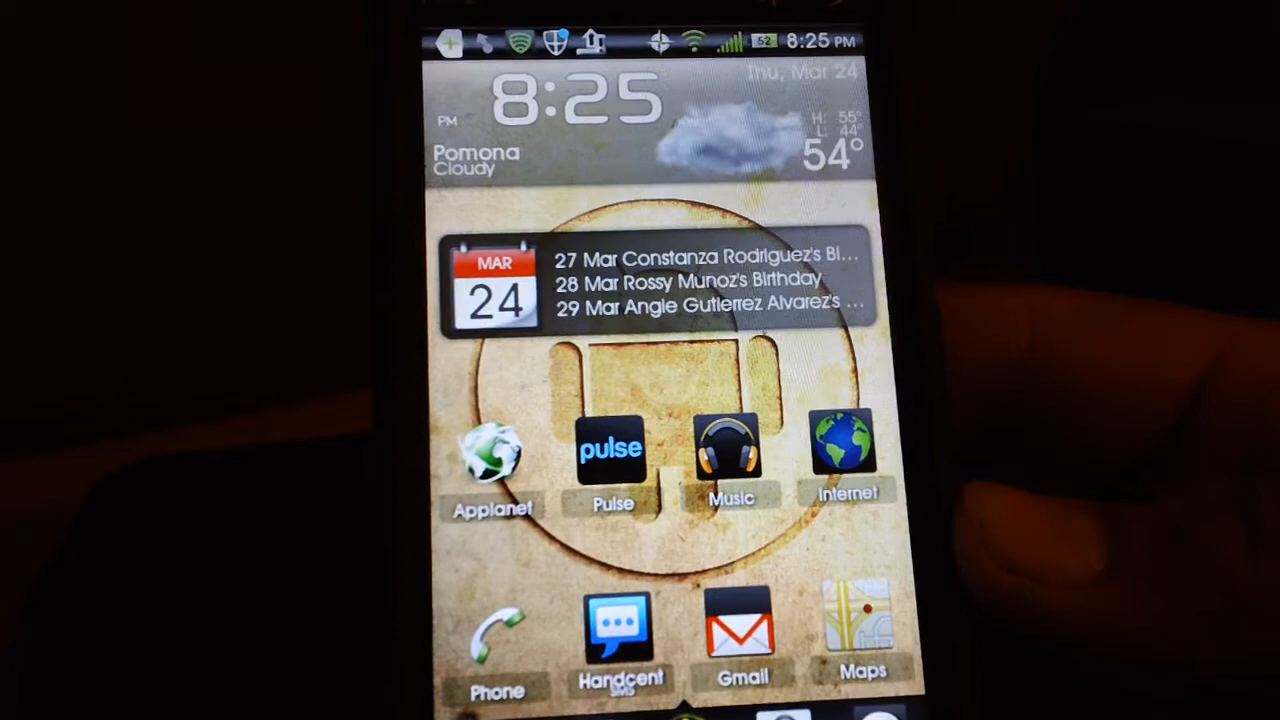 52 8:25 PM
Thu, Mar 24
PM 8:25
H: 55°
L: 44°
54°
Pomona
Cloudy
MAR
24
27 Mar Constanza Rodriguez's Bi...
28 Mar Rossy Munoz's Birthday
29 Mar Angie Gutierrez Alvarez's ...
pulse
Applanet Pulse Music Internet
Phone Handcent SMS Gmail Maps